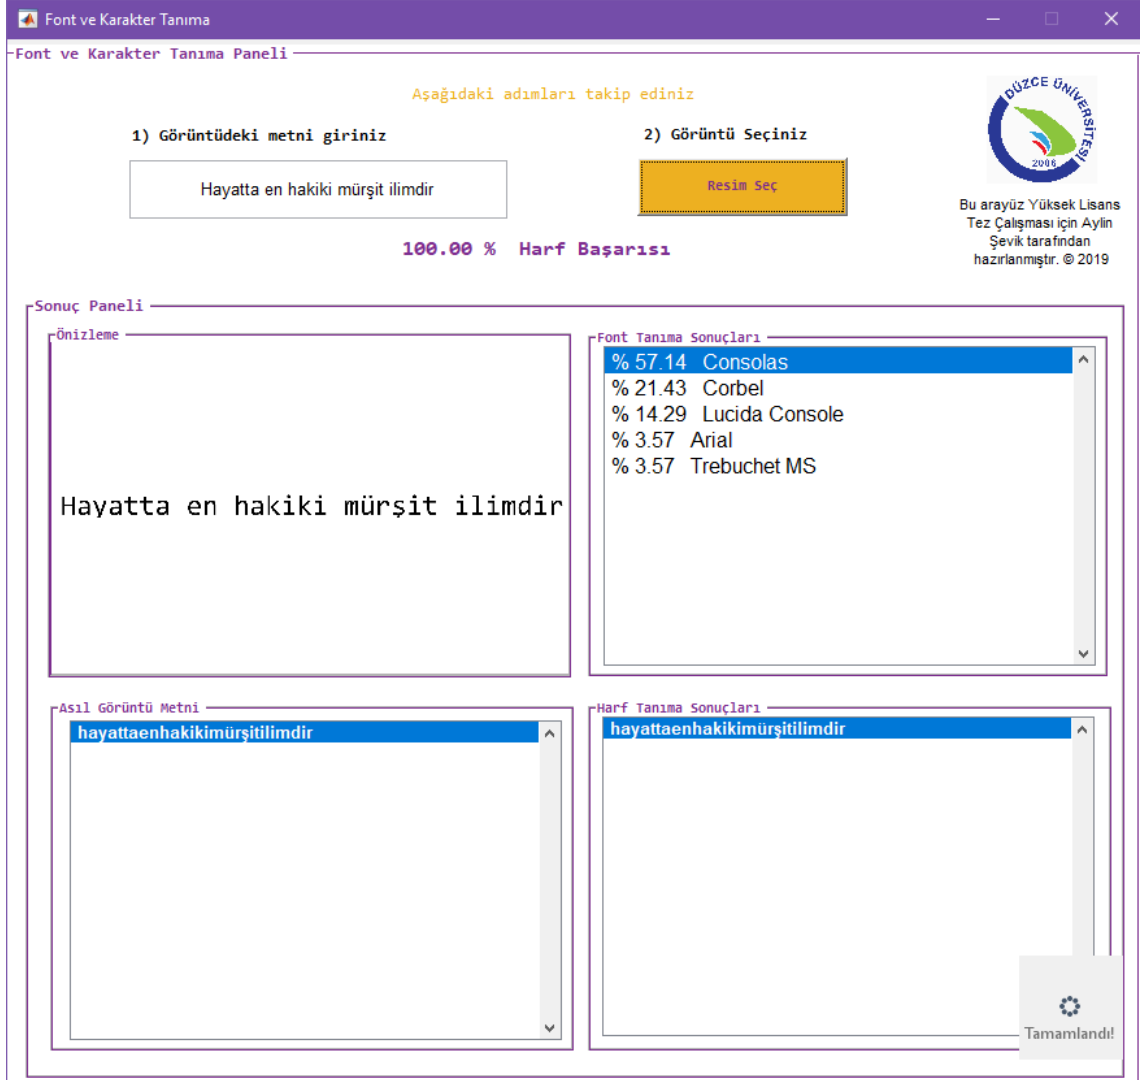 Font ve Karakter Tanıma
Font ve Karakter Tanıma Paneli
Aşağıdaki adımları takip ediniz
1) Görüntüdeki metni giriniz
2) Görüntü Seçiniz
Hayatta en hakiki mürşit ilimdir
Resim Seç
DÜZCE ÜNİVERSİTESİ
2006
Bu arayüz Yüksek Lisans
Tez Çalışması için Aylin
Şevik tarafından
hazırlanmıştır. © 2019
100.00 % Harf Başarısı
Sonuç Paneli
Önizleme
Hayatta en hakiki mürşit ilimdir
Font Tanıma Sonuçları
% 57.14 Consolas
% 21.43 Corbel
% 14.29 Lucida Console
% 3.57 Arial
% 3.57 Trebuchet MS
Asıl Görüntü Metni
hayattaenhakikimürşitilimdir
Harf Tanıma Sonuçları
hayattaenhakikimürşitilimdir
Tamamlandı!